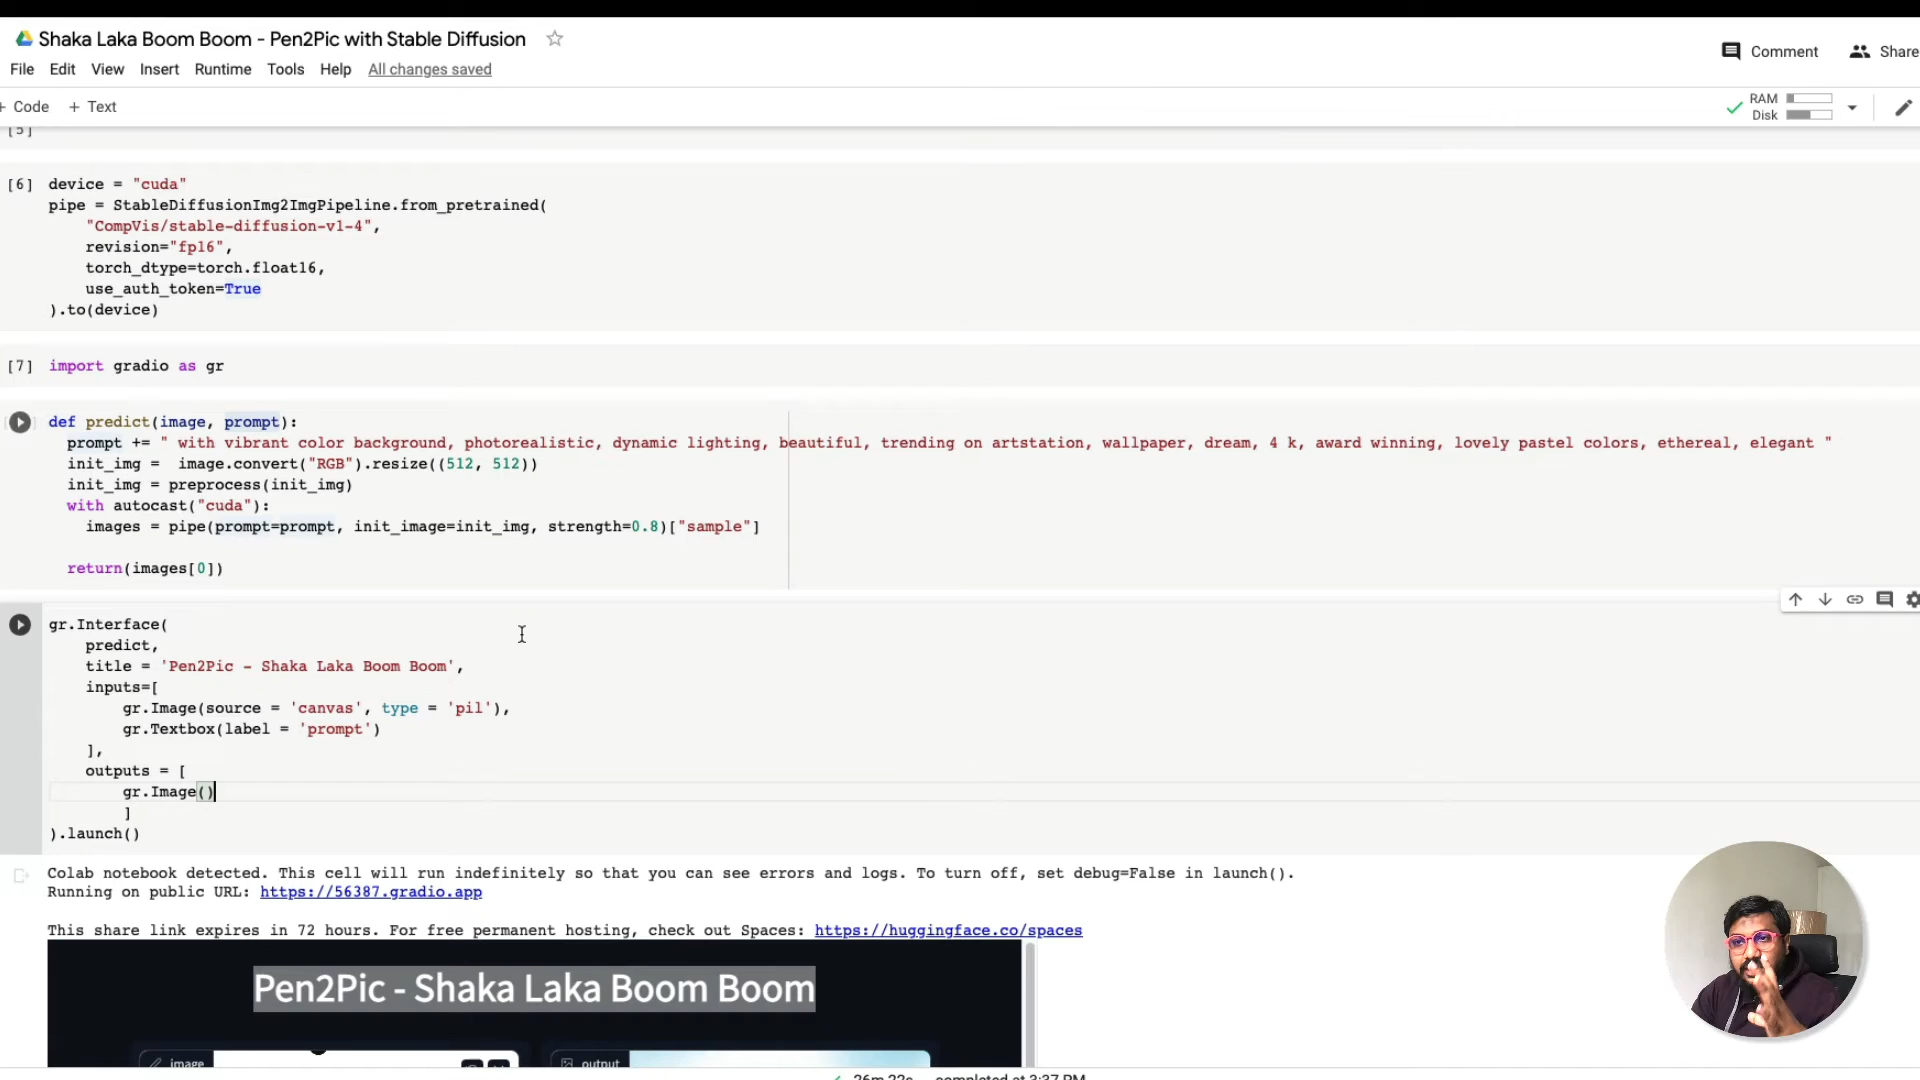 Shaka Laka Boom Boom - Pen2Pic with Stable Diffusion
File Edit View Insert Runtime Tools Help All changes saved
Comment Share
+ Code + Text
RAM
Disk
[5]
[6] device = "cuda"
pipe = StableDiffusionImg2ImgPipeline.from_pretrained(
"CompVis/stable-diffusion-v1-4",
revision="fp16",
torch_dtype=torch.float16,
use_auth_token=True
).to(device)
[7] import gradio as gr
def predict(image, prompt):
prompt += " with vibrant color background, photorealistic, dynamic lighting, beautiful, trending on artstation, wallpaper, dream, 4 k, award winning, lovely pastel colors, ethereal, elegant "
init_img = image.convert("RGB").resize((512, 512))
init_img = preprocess(init_img)
with autocast("cuda"):
images = pipe(prompt=prompt, init_image=init_img, strength=0.8)["sample"]
return(images[0])
gr.Interface(
predict,
title = 'Pen2Pic - Shaka Laka Boom Boom',
inputs=[
gr.Image(source = 'canvas', type = 'pil'),
gr.Textbox(label = 'prompt')
],
outputs = [
gr.Image()
]
).launch()
Colab notebook detected. This cell will run indefinitely so that you can see errors and logs. To turn off, set debug=False in launch().
Running on public URL: https://56387.gradio.app
This share link expires in 72 hours. For free permanent hosting, check out Spaces: https://huggingface.co/spaces
Pen2Pic - Shaka Laka Boom Boom
image output
26m 22s completed at 3:37 PM